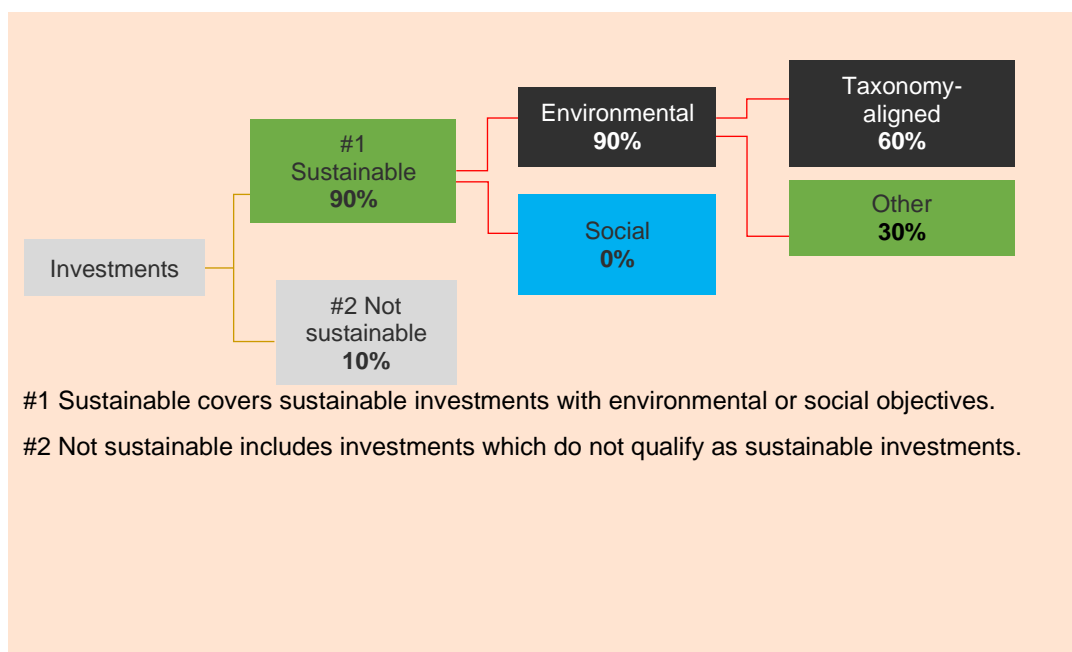 Investments
#1
Sustainable
90%
#2 Not
sustainable
10%
Environmental
90%
Social
0%
Taxonomy-
aligned
60%
Other
30%
#1 Sustainable covers sustainable investments with environmental or social objectives.
#2 Not sustainable includes investments which do not qualify as sustainable investments.